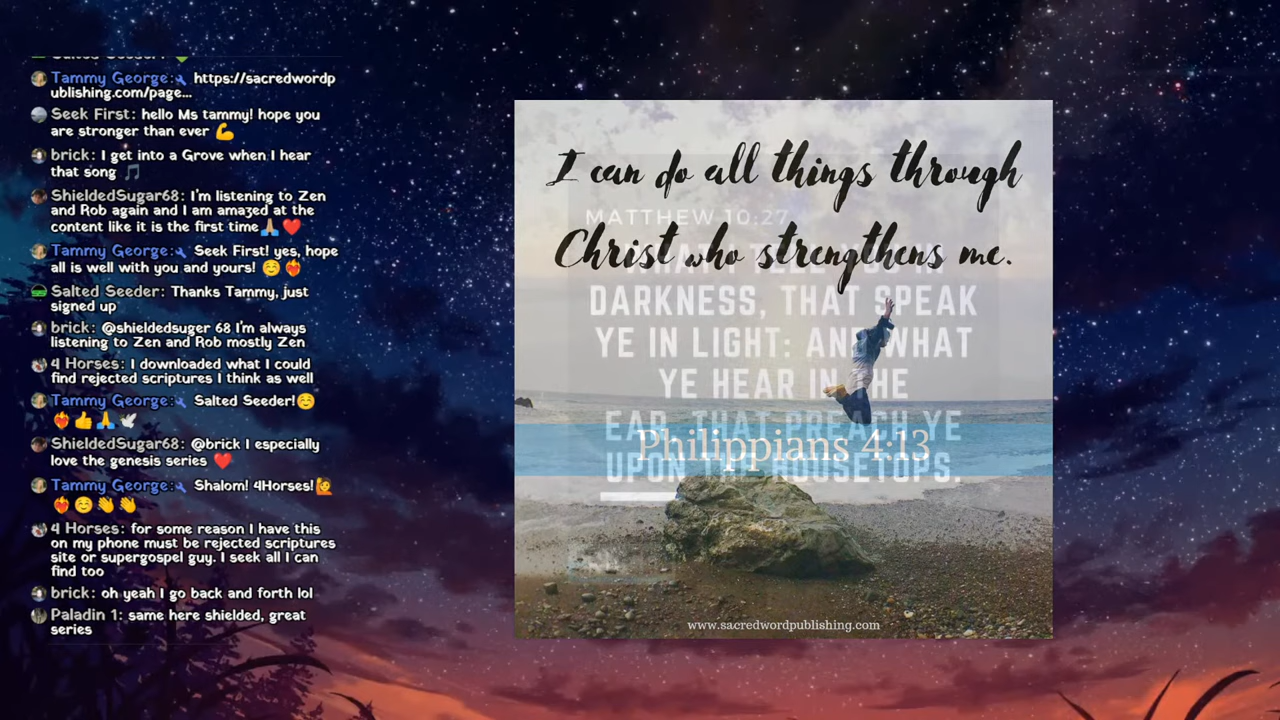 Tammy George: https://sacredwordp
ublishing.com/page...
Seek First: hello Ms tammy! hope you
are stronger than ever 💪
brick: I get into a Grove when I hear
that song 🎵
ShieldedSugar68: I'm listening to Zen
and Rob again and I am amazed at the
content like it is the first time🙏❤️
Tammy George: Seek First! yes, hope
all is well with you and yours! ☺️❤️‍🔥
Salted Seeder: Thanks Tammy, just
signed up
brick: @shieldedsuger 68 I'm always
listening to Zen and Rob mostly Zen
4 Horses: I downloaded what I could
find rejected scriptures I think as well
Tammy George: Salted Seeder!☺️
❤️‍🔥👍🙏🕊️
ShieldedSugar68: @brick I especially
love the genesis series ❤️
Tammy George: Shalom! 4Horses!🙋
❤️‍🔥☺️👋👋
4 Horses: for some reason I have this
on my phone must be rejected scriptures
site or supergospel guy. I seek all I can
find too
brick: oh yeah I go back and forth lol
Paladin 1: same here shielded, great
series
I can do all things through
Christ who strengthens me.
Philippians 4:13
www.sacredwordpublishing.com
MATTHEW 10:27
DARKNESS, THAT SPEAK
YE IN LIGHT: AND WHAT
YE HEAR IN THE
EAR, THAT PREACH YE
UPON THE HOUSETOPS.